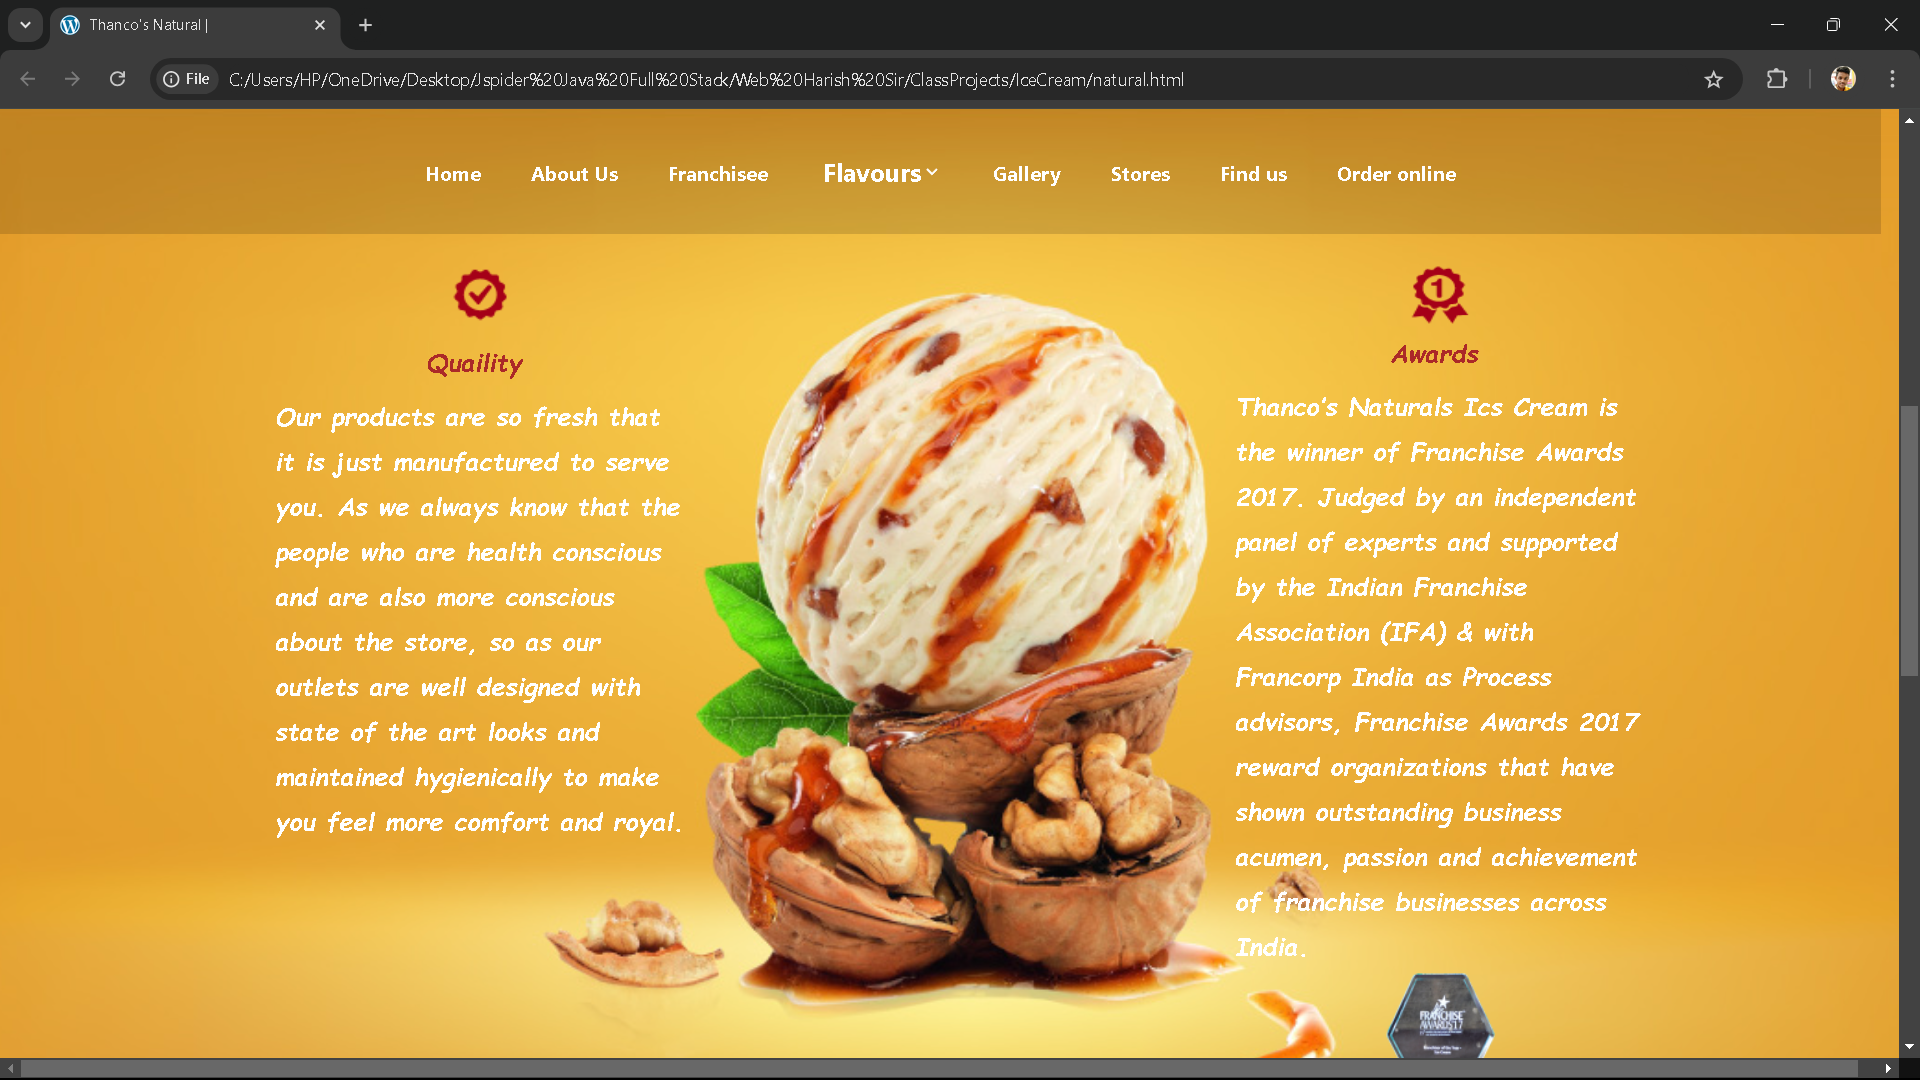 Thanco's Natural |
File
C:/Users/HP/OneDrive/Desktop/Jspider%20Java%20Full%20Stack/Web%20Harish%20Sir/ClassProjects/IceCream/natural.html
Home About Us Franchisee Flavours Gallery Stores Find us Order online
Quaility
Our products are so fresh that
it is just manufactured to serve
you. As we always know that the
people who are health conscious
and are also more conscious
about the store, so as our
outlets are well designed with
state of the art looks and
maintained hygienically to make
you feel more comfort and royal.
1
Awards
Thanco’s Naturals Ics Cream is
the winner of Franchise Awards
2017. Judged by an independent
panel of experts and supported
by the Indian Franchise
Association (IFA) & with
Francorp India as Process
advisors, Franchise Awards 2017
reward organizations that have
shown outstanding business
acumen, passion and achievement
of franchise businesses across
India.
FRANCHISE
AWARDS17